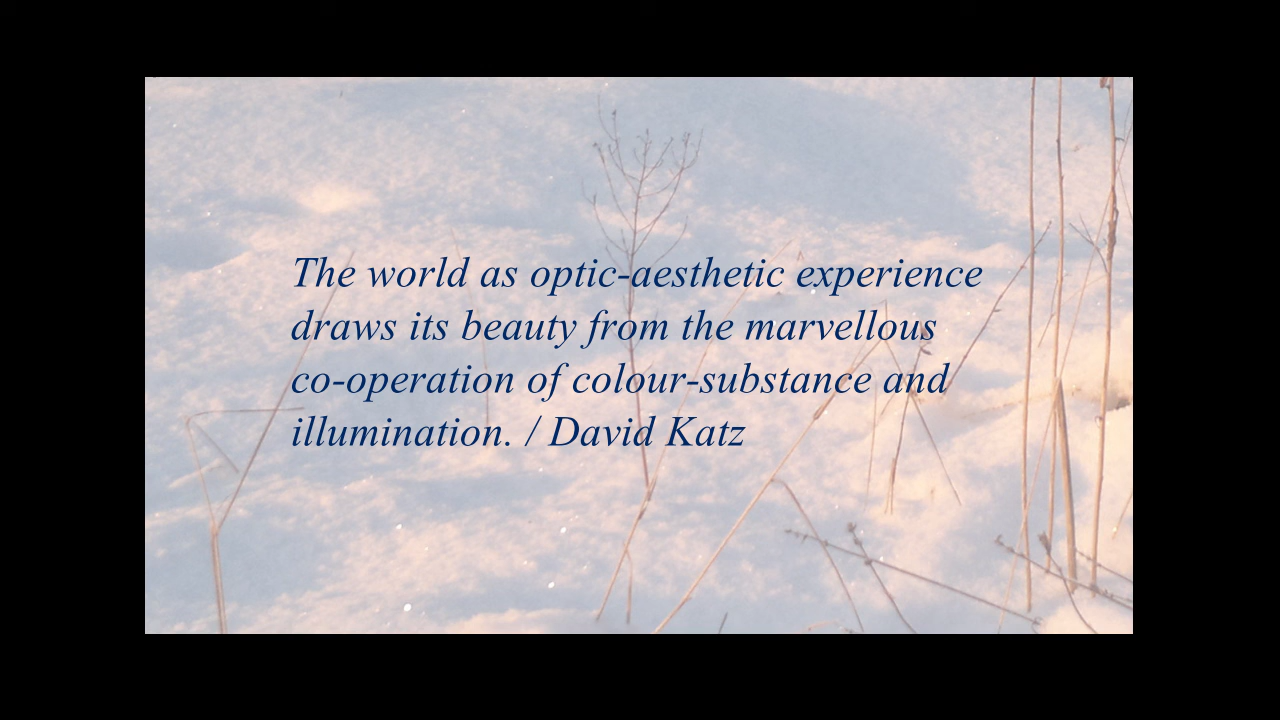 The world as optic-aesthetic experience
draws its beauty from the marvellous
co-operation of colour-substance and
illumination. / David Katz